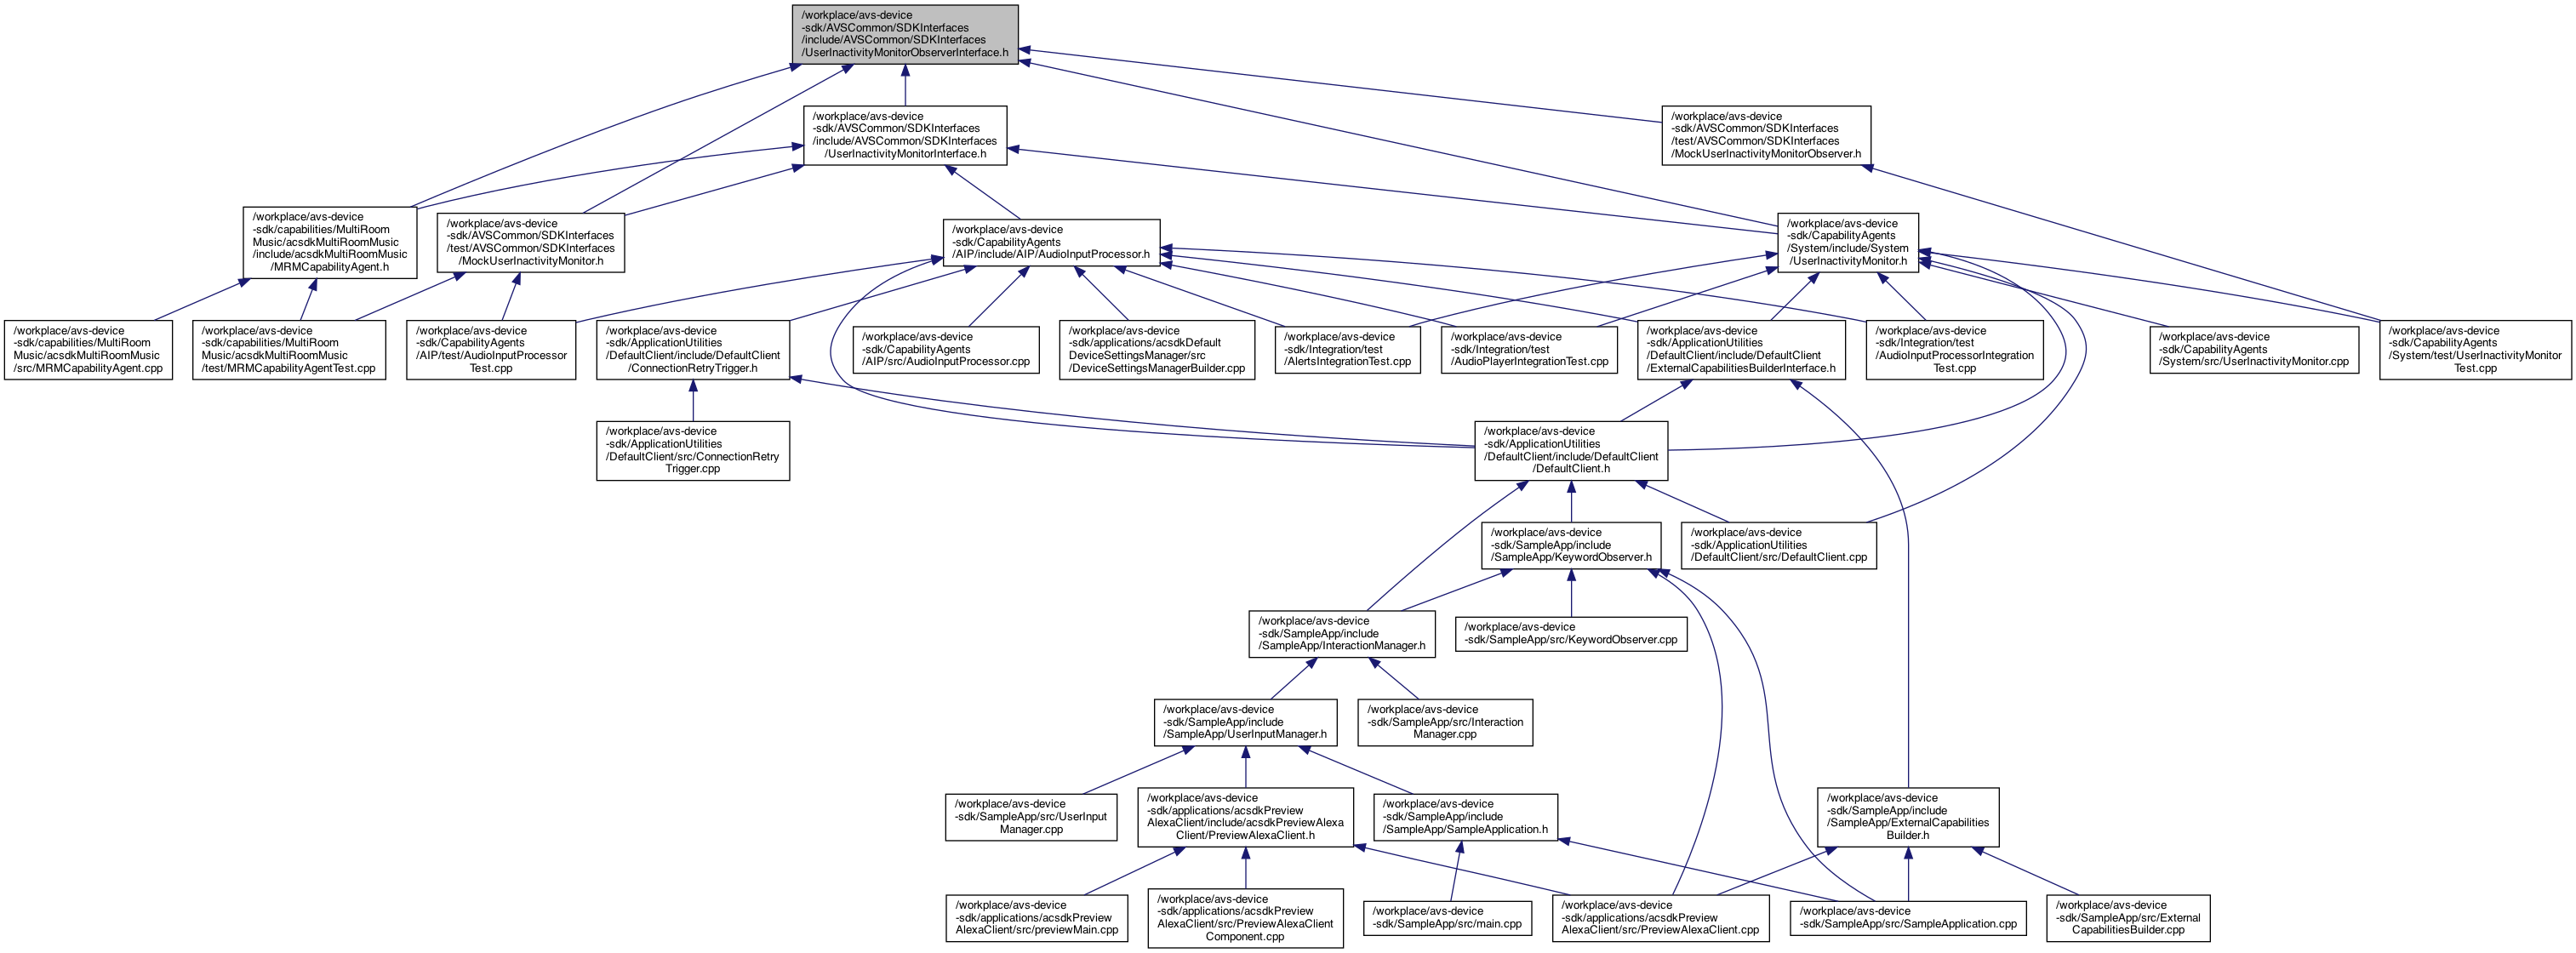 /workplace/avs-device
-sdk/AVSCommon/SDKInterfaces
/include/AVSCommon/SDKInterfaces
/UserInactivityMonitorObserverInterface.h
/workplace/avs-device
-sdk/AVSCommon/SDKInterfaces
/include/AVSCommon/SDKInterfaces
/UserInactivityMonitorInterface.h
/workplace/avs-device
-sdk/AVSCommon/SDKInterfaces
/test/AVSCommon/SDKInterfaces
/MockUserInactivityMonitorObserver.h
/workplace/avs-device
-sdk/capabilities/MultiRoom
Music/acsdkMultiRoomMusic
/include/acsdkMultiRoomMusic
/MRMCapabilityAgent.h
/workplace/avs-device
-sdk/AVSCommon/SDKInterfaces
/test/AVSCommon/SDKInterfaces
/MockUserInactivityMonitor.h
/workplace/avs-device
-sdk/CapabilityAgents
/AIP/include/AIP/AudioInputProcessor.h
/workplace/avs-device
-sdk/CapabilityAgents
/System/include/System
/UserInactivityMonitor.h
/workplace/avs-device
-sdk/capabilities/MultiRoom
Music/acsdkMultiRoomMusic
/src/MRMCapabilityAgent.cpp
/workplace/avs-device
-sdk/capabilities/MultiRoom
Music/acsdkMultiRoomMusic
/test/MRMCapabilityAgentTest.cpp
/workplace/avs-device
-sdk/CapabilityAgents
/AIP/test/AudioInputProcessor
Test.cpp
/workplace/avs-device
-sdk/ApplicationUtilities
/DefaultClient/include/DefaultClient
/ConnectionRetryTrigger.h
/workplace/avs-device
-sdk/CapabilityAgents
/AIP/src/AudioInputProcessor.cpp
/workplace/avs-device
-sdk/applications/acsdkDefault
DeviceSettingsManager/src
/DeviceSettingsManagerBuilder.cpp
/workplace/avs-device
-sdk/Integration/test
/AlertsIntegrationTest.cpp
/workplace/avs-device
-sdk/Integration/test
/AudioPlayerIntegrationTest.cpp
/workplace/avs-device
-sdk/ApplicationUtilities
/DefaultClient/include/DefaultClient
/ExternalCapabilitiesBuilderInterface.h
/workplace/avs-device
-sdk/Integration/test
/AudioInputProcessorIntegration
Test.cpp
/workplace/avs-device
-sdk/CapabilityAgents
/System/src/UserInactivityMonitor.cpp
/workplace/avs-device
-sdk/CapabilityAgents
/System/test/UserInactivityMonitor
Test.cpp
/workplace/avs-device
-sdk/ApplicationUtilities
/DefaultClient/src/ConnectionRetry
Trigger.cpp
/workplace/avs-device
-sdk/ApplicationUtilities
/DefaultClient/include/DefaultClient
/DefaultClient.h
/workplace/avs-device
-sdk/SampleApp/include
/SampleApp/KeywordObserver.h
/workplace/avs-device
-sdk/ApplicationUtilities
/DefaultClient/src/DefaultClient.cpp
/workplace/avs-device
-sdk/SampleApp/include
/SampleApp/InteractionManager.h
/workplace/avs-device
-sdk/SampleApp/src/KeywordObserver.cpp
/workplace/avs-device
-sdk/SampleApp/include
/SampleApp/UserInputManager.h
/workplace/avs-device
-sdk/SampleApp/src/Interaction
Manager.cpp
/workplace/avs-device
-sdk/SampleApp/src/UserInput
Manager.cpp
/workplace/avs-device
-sdk/applications/acsdkPreview
AlexaClient/include/acsdkPreviewAlexa
Client/PreviewAlexaClient.h
/workplace/avs-device
-sdk/SampleApp/include
/SampleApp/SampleApplication.h
/workplace/avs-device
-sdk/SampleApp/include
/SampleApp/ExternalCapabilities
Builder.h
/workplace/avs-device
-sdk/applications/acsdkPreview
AlexaClient/src/previewMain.cpp
/workplace/avs-device
-sdk/applications/acsdkPreview
AlexaClient/src/PreviewAlexaClient
Component.cpp
/workplace/avs-device
-sdk/SampleApp/src/main.cpp
/workplace/avs-device
-sdk/applications/acsdkPreview
AlexaClient/src/PreviewAlexaClient.cpp
/workplace/avs-device
-sdk/SampleApp/src/SampleApplication.cpp
/workplace/avs-device
-sdk/SampleApp/src/External
CapabilitiesBuilder.cpp